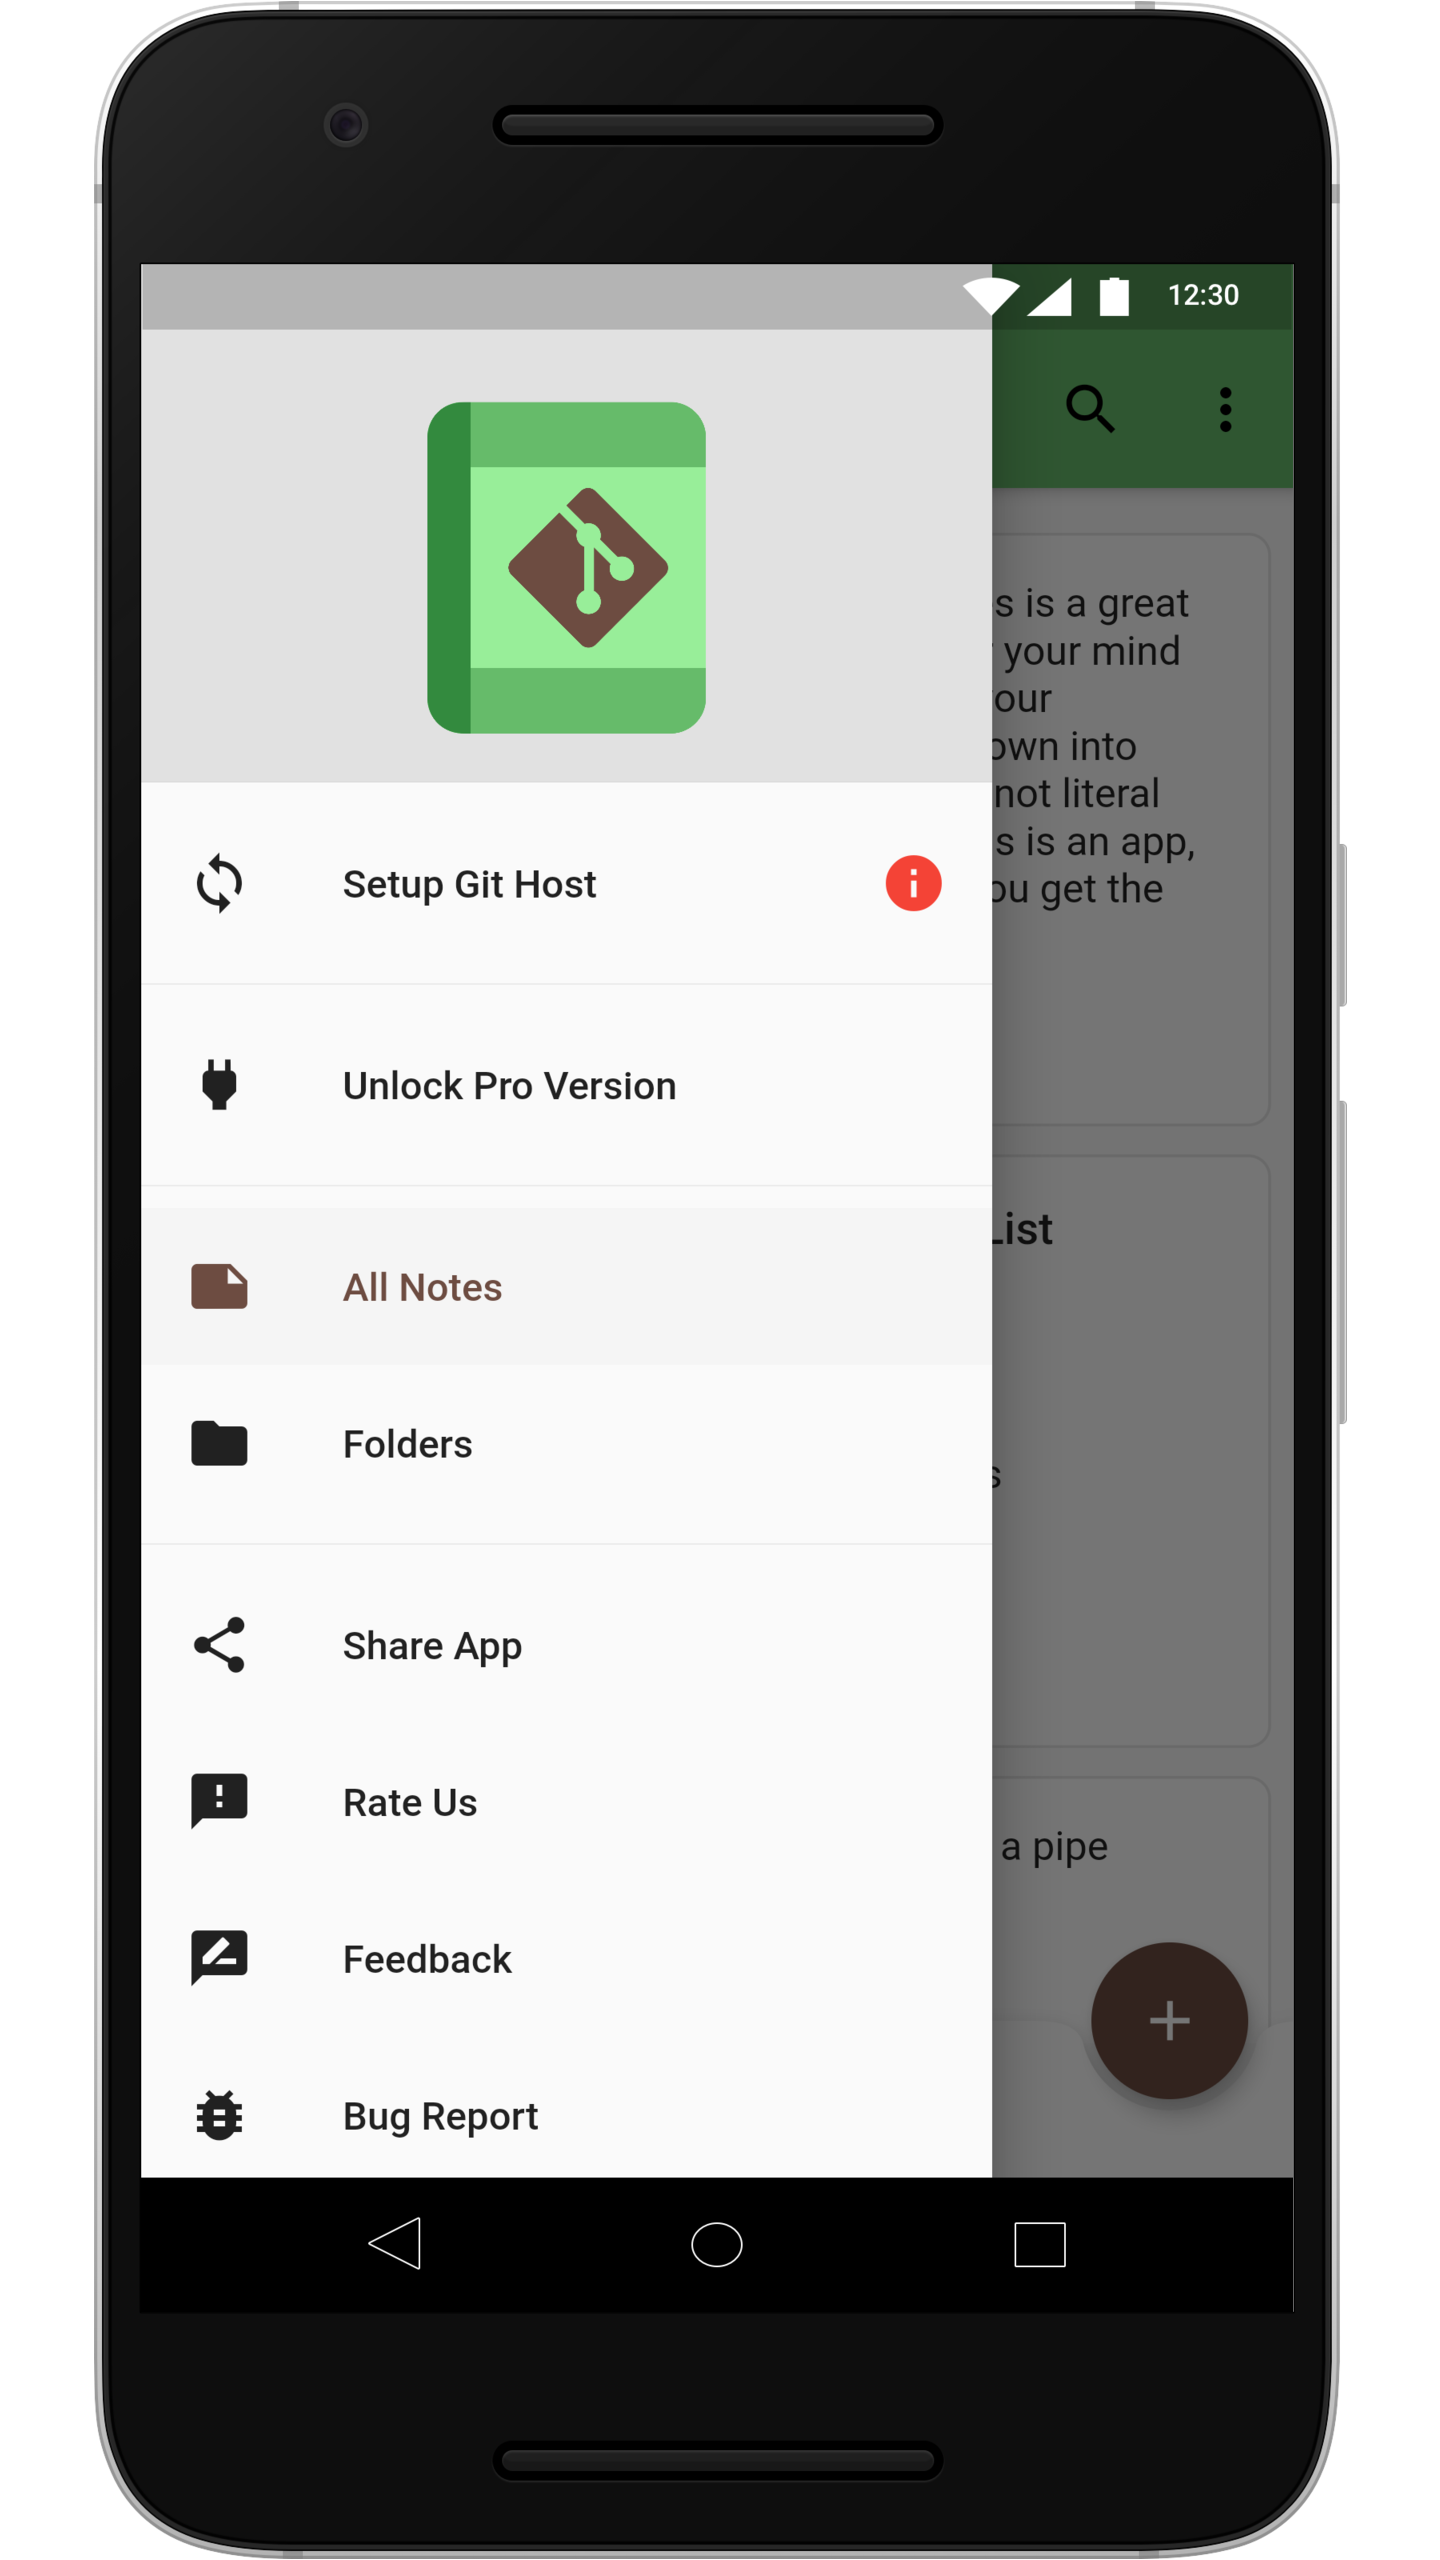 12:30
s is a great
your mind
our
own into
not literal
s is an app,
ou get the
Setup Git Host
Unlock Pro Version
All Notes
List
Folders
s
Share App
Rate Us
a pipe
Feedback
Bug Report